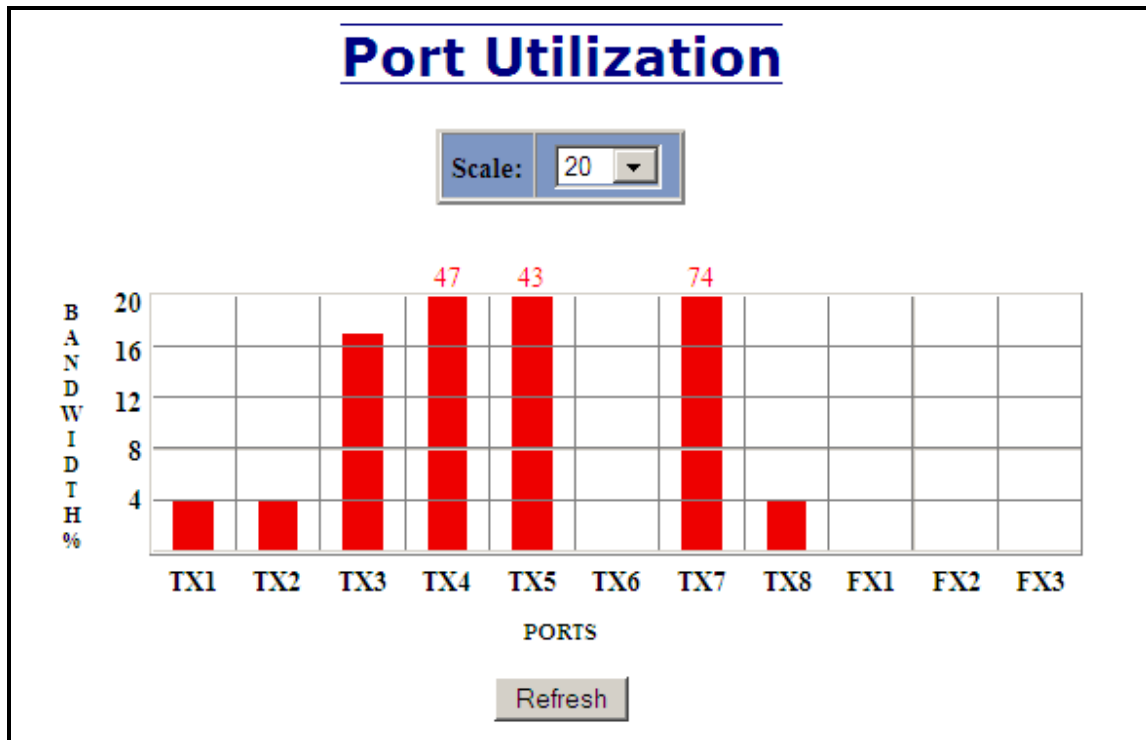 Port Utilization
Scale: 20
47 43 74
BANDWIDTH%
20
16
12
8
4
TX1 TX2 TX3 TX4 TX5 TX6 TX7 TX8 FX1 FX2 FX3
PORTS
Refresh